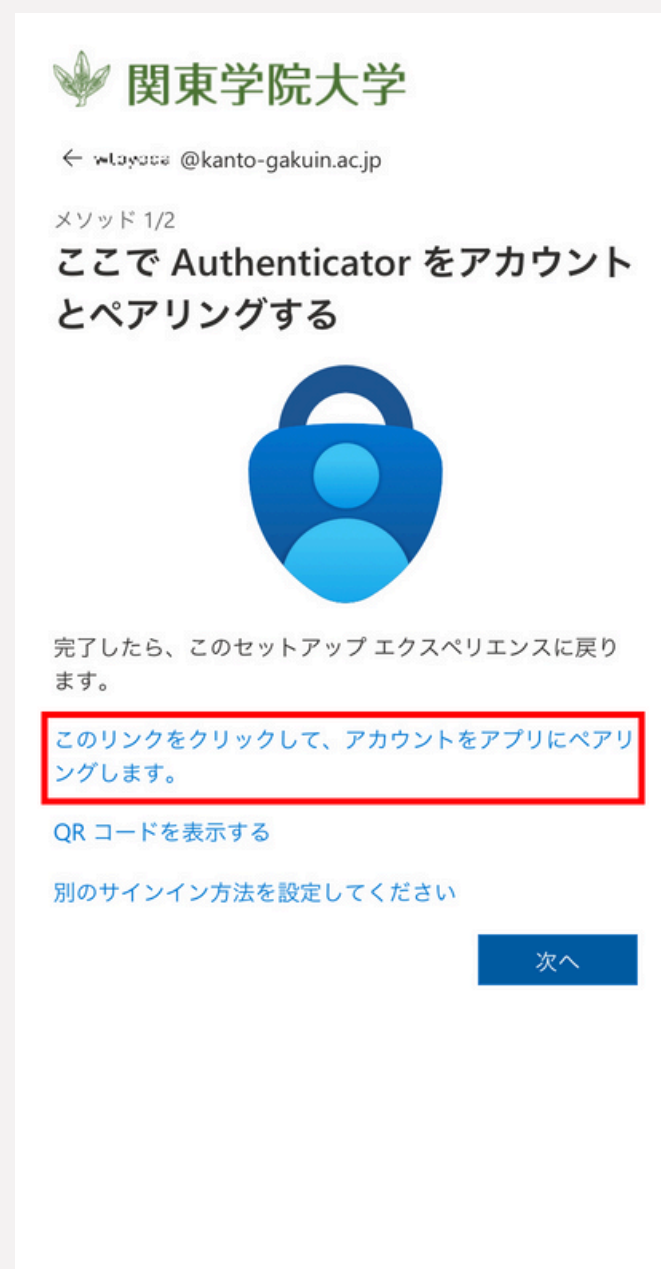 関東学院大学
← @kanto-gakuin.ac.jp
メソッド 1/2
ここで Authenticator をアカウント
とペアリングする
完了したら、このセットアップ エクスペリエンスに戻り
ます。
このリンクをクリックして、アカウントをアプリにペアリ
ングします。
QR コードを表示する
別のサインイン方法を設定してください
次へ